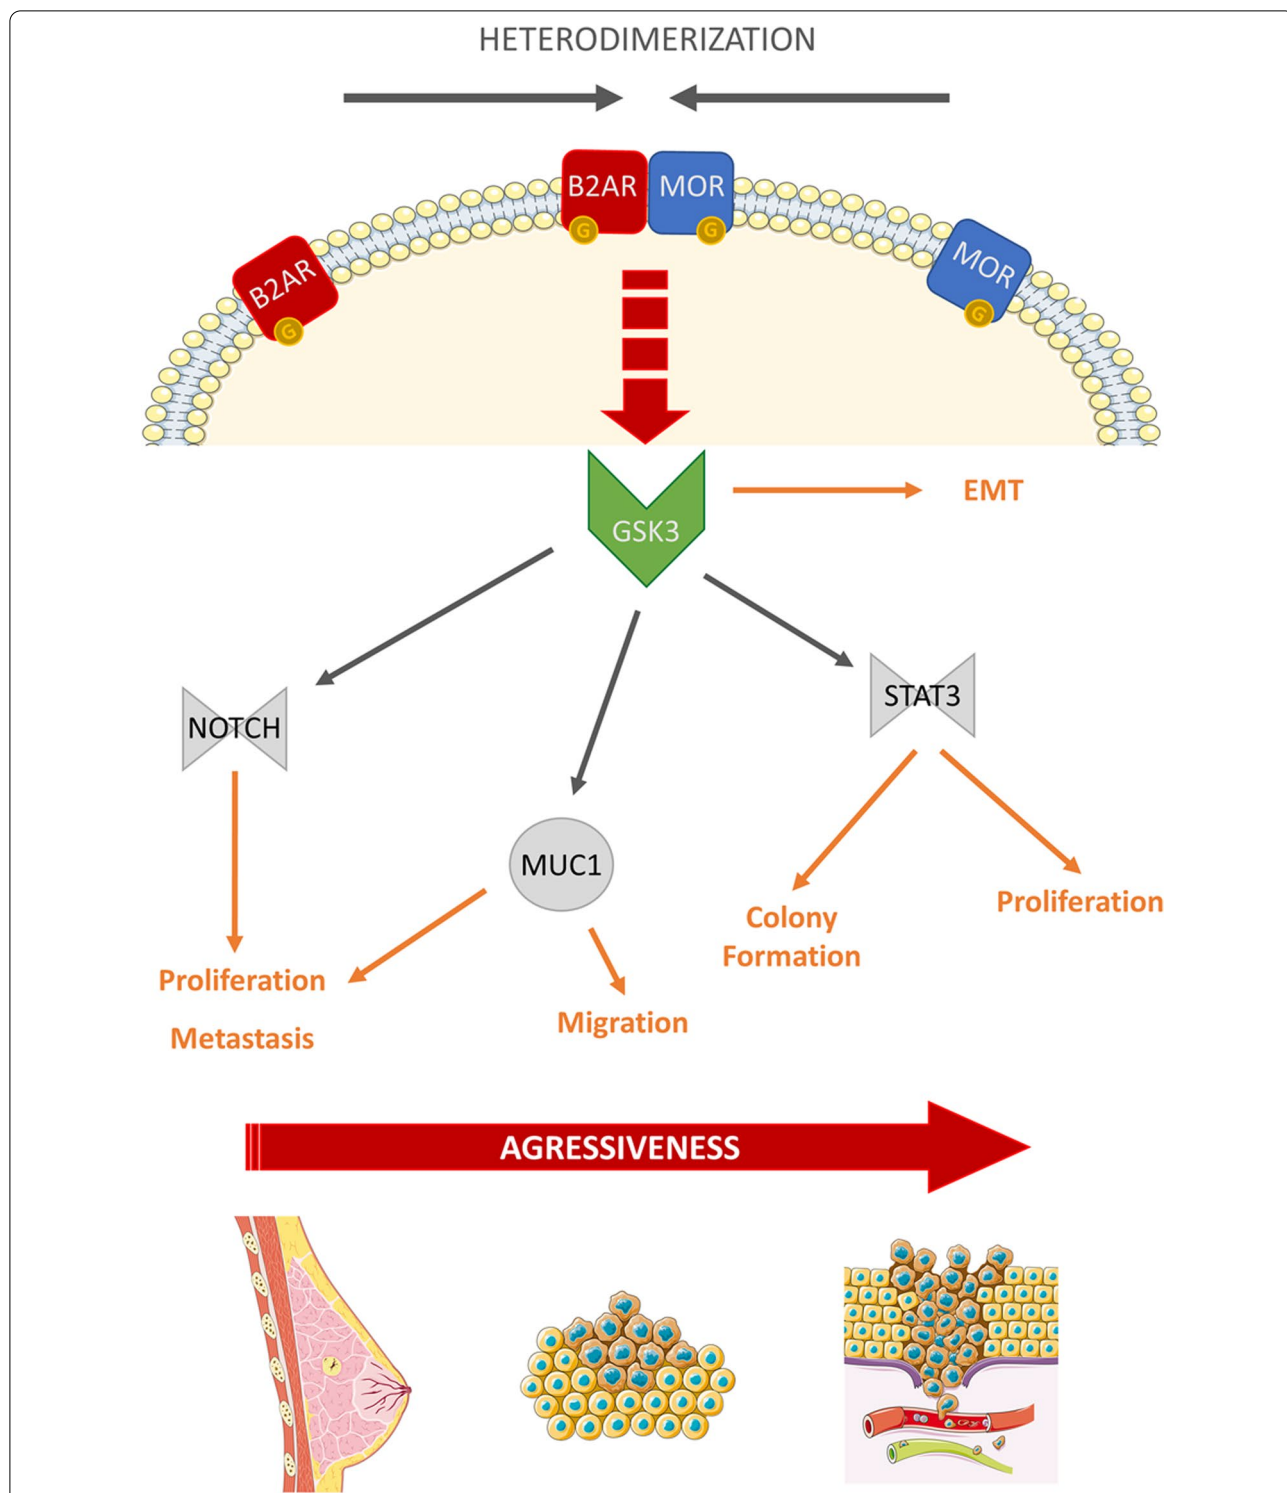 HETERODIMERIZATION
B2AR
MOR
G
G
B2AR
G
MOR
G
GSK3
EMT
NOTCH
STAT3
MUC1
Colony
Formation
Proliferation
Proliferation
Metastasis
Migration
AGRESSIVENESS